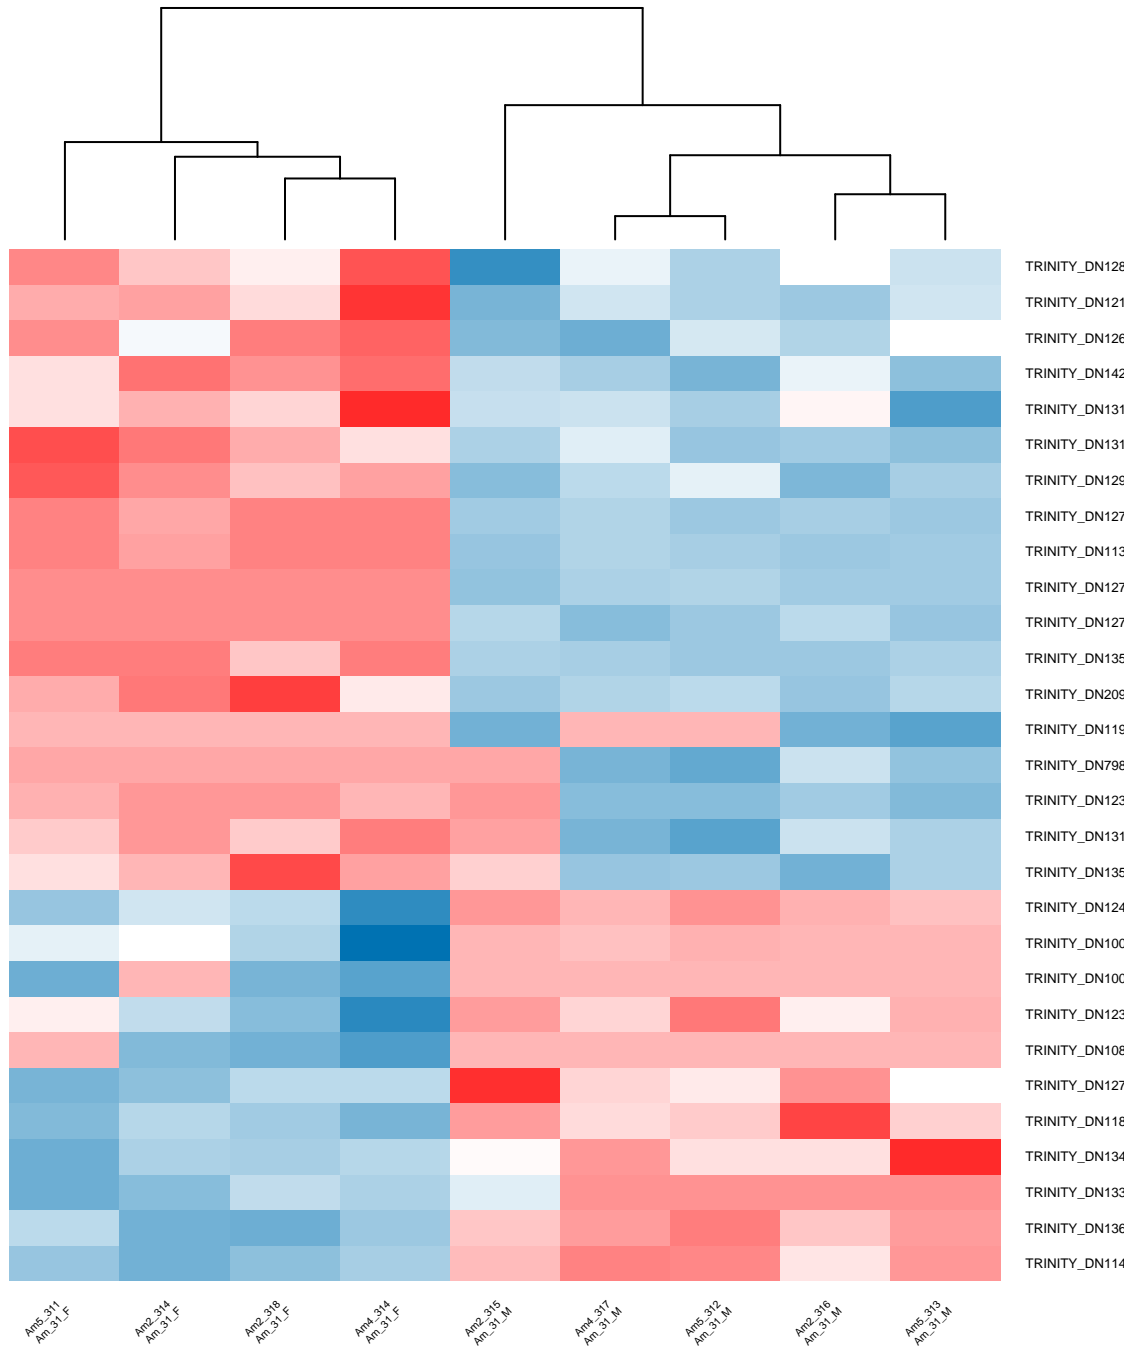 TRINITY_DN128
TRINITY_DN121
TRINITY_DN126
TRINITY_DN142
TRINITY_DN131
TRINITY_DN131
TRINITY_DN129
TRINITY_DN127
TRINITY_DN113
TRINITY_DN127
TRINITY_DN127
TRINITY_DN135
TRINITY_DN209
TRINITY_DN119
TRINITY_DN798
TRINITY_DN123
TRINITY_DN131
TRINITY_DN135
TRINITY_DN124
TRINITY_DN100
TRINITY_DN100
TRINITY_DN123
TRINITY_DN108
TRINITY_DN127
TRINITY_DN118
TRINITY_DN134
TRINITY_DN133
TRINITY_DN136
TRINITY_DN114
Am5_311
Am_31_F
Am2_314
Am_31_F
Am2_318
Am_31_F
Am4_314
Am_31_F
Am2_315
Am_31_M
Am4_317
Am_31_M
Am5_312
Am_31_M
Am2_316
Am_31_M
Am5_313
Am_31_M